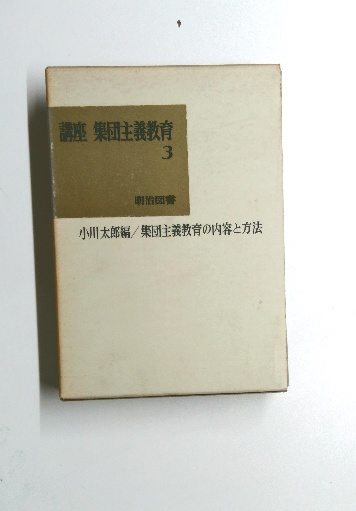 講座 集団主義教育
3
明治図書
小川太郎編/集団主義教育の内容と方法